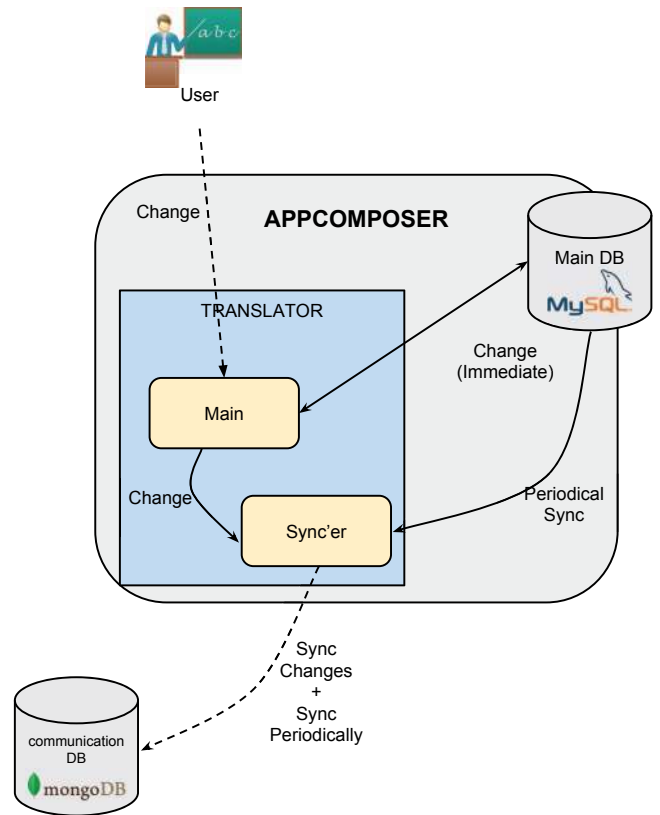 /abc
User
Change
APPCOMPOSER
Main DB
MySQL
TRANSLATOR
Change
(Immediate)
Main
Change
Periodical
Sync
Sync'er
Sync
Changes
+
Sync
Periodically
communication
DB
mongoDB